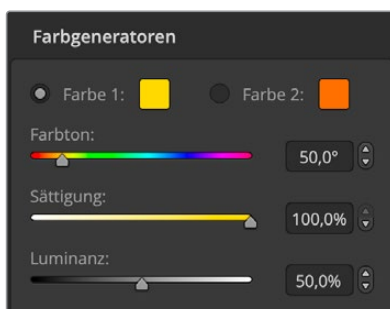 Farbgeneratoren
Farbe 1: Farbe 2:
Farbton:
50,0°
Sättigung:
100,0%
Luminanz:
50,0%